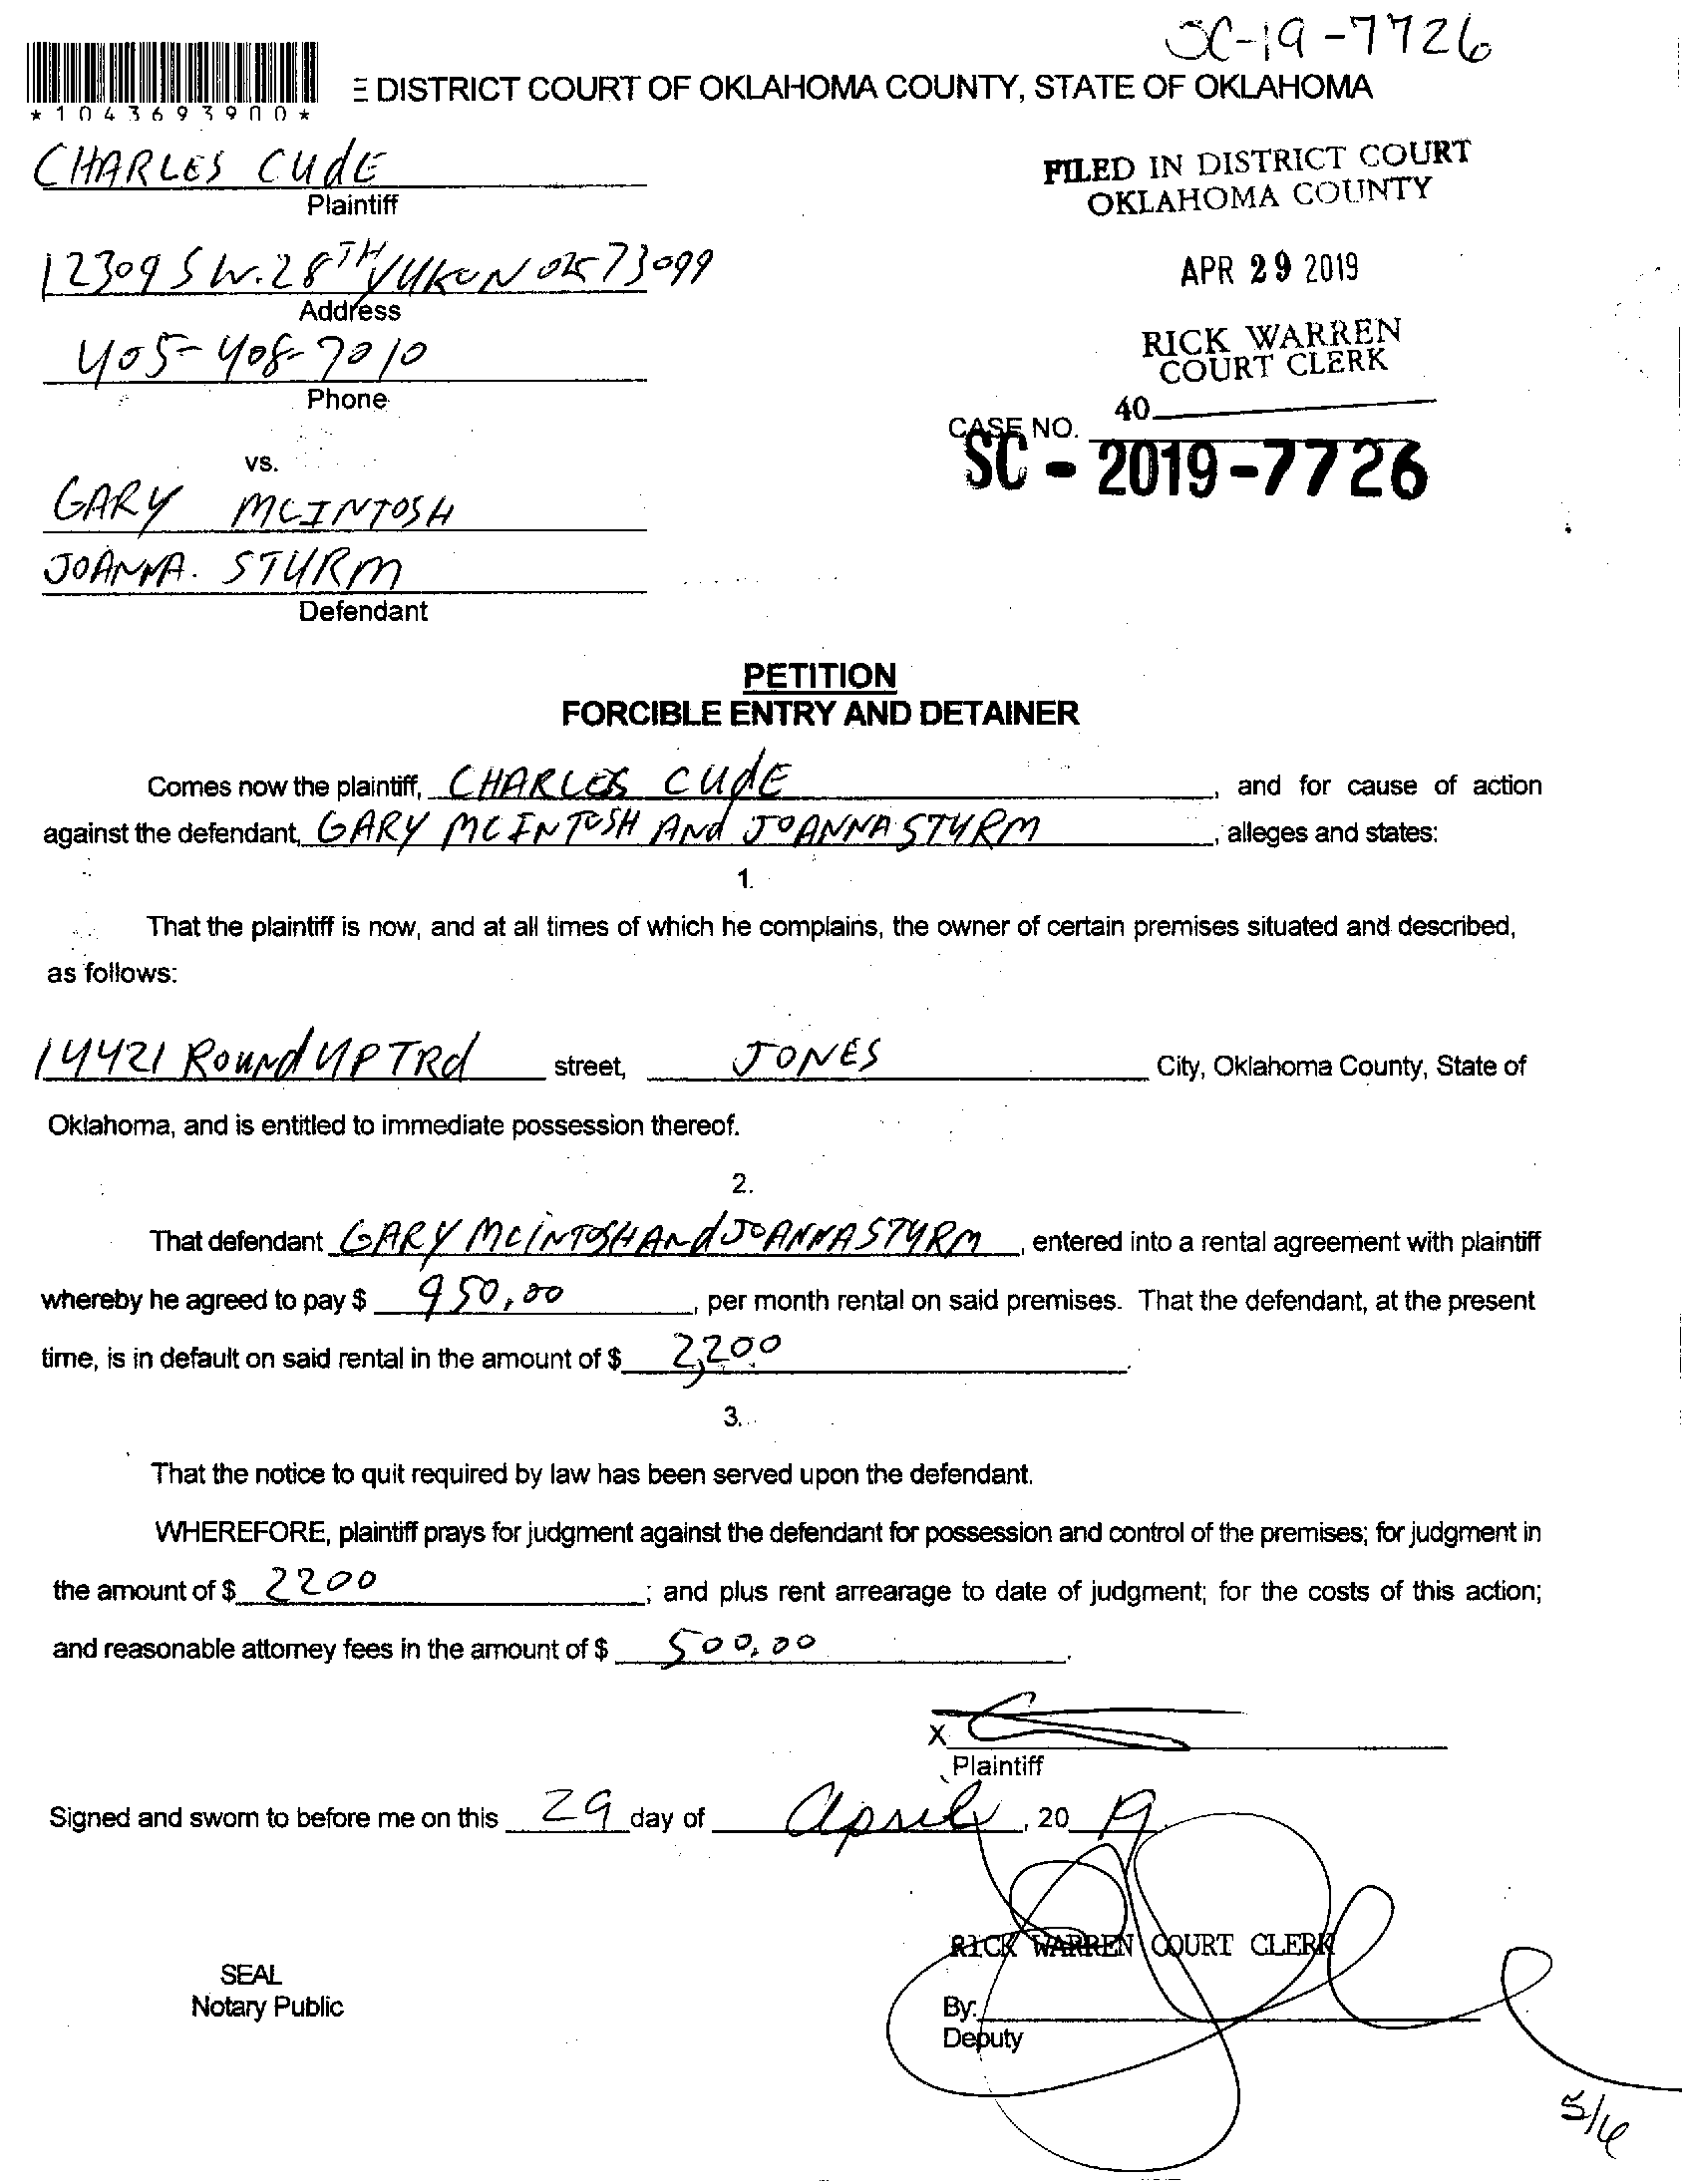 SC-19-7726
DISTRICT COURT OF OKLAHOMA COUNTY, STATE OF OKLAHOMA
*1043693900*
CHARLES CUdE
Plaintiff
FILED IN DISTRICT COURT
OKLAHOMA COUNTY
12309 SW. 28TH YUKON OK 73099
Address
APR 29 2019
405-408-7010
Phone
RICK WARREN
COURT CLERK
40
CASE NO.
SC - 2019-7726
vs.
GARY MCINTOSH
JOANNA. STURM
Defendant
PETITION
FORCIBLE ENTRY AND DETAINER
Comes now the plaintiff, CHARLES CUdE, and for cause of action
against the defendant, GARY MCINTOSH ANd JOANNA STURM, alleges and states:
1.
That the plaintiff is now, and at all times of which he complains, the owner of certain premises situated and described,
as follows:
14421 ROUNd UP TRd street, JONES City, Oklahoma County, State of
Oklahoma, and is entitled to immediate possession thereof.
2.
That defendant GARY MCINTOSH ANd JOANNA STURM, entered into a rental agreement with plaintiff
whereby he agreed to pay $ 950,00, per month rental on said premises. That the defendant, at the present
time, is in default on said rental in the amount of $ 2,200.
3.
That the notice to quit required by law has been served upon the defendant.
WHEREFORE, plaintiff prays for judgment against the defendant for possession and control of the premises; for judgment in
the amount of $ 2200; and plus rent arrearage to date of judgment; for the costs of this action;
and reasonable attorney fees in the amount of $ 500,00.
X
Plaintiff
Signed and sworn to before me on this 29 day of April, 2019
RICK WARREN COURT CLERK
SEAL
Notary Public
By:
Deputy